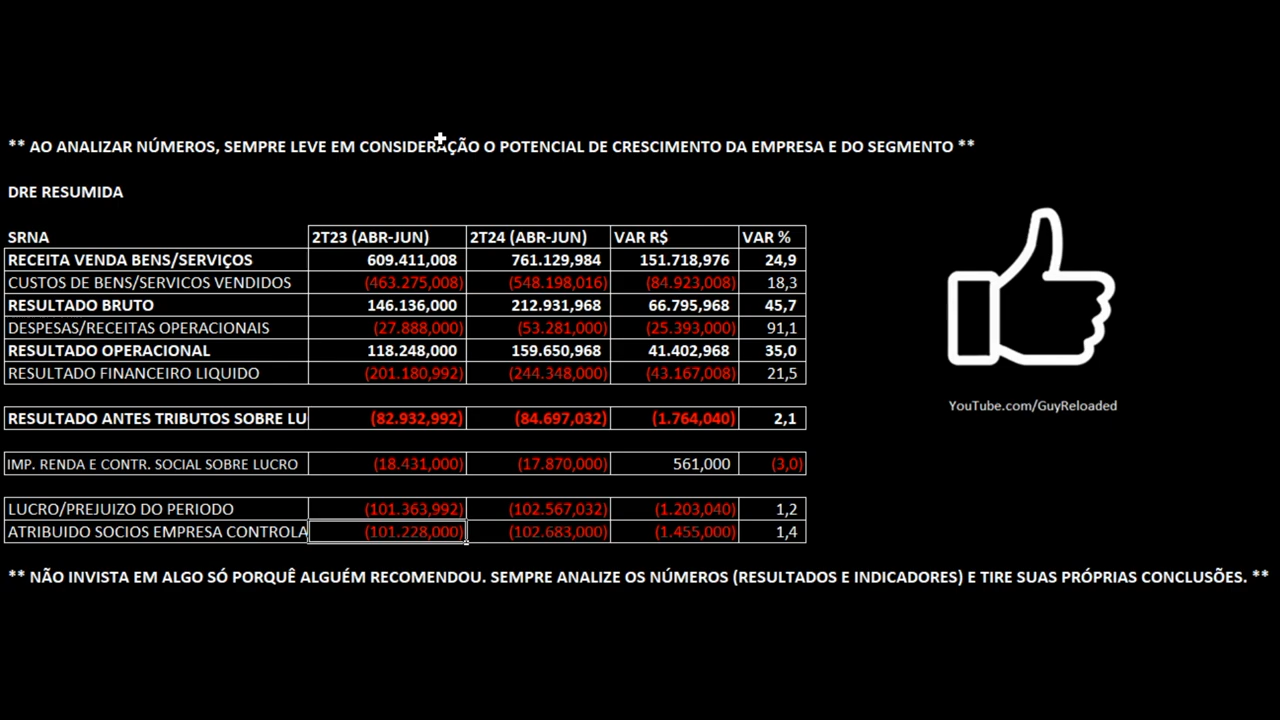 ** AO ANALIZAR NÚMEROS, SEMPRE LEVE EM CONSIDERAÇÃO O POTENCIAL DE CRESCIMENTO DA EMPRESA E DO SEGMENTO **
DRE RESUMIDA
SRNA 2T23 (ABR-JUN) 2T24 (ABR-JUN) VAR R$ VAR %
RECEITA VENDA BENS/SERVIÇOS 609.411,008 761.129,984 151.718,976 24,9
CUSTOS DE BENS/SERVICOS VENDIDOS (463.275,008) (548.198,016) (84.923,008) 18,3
RESULTADO BRUTO 146.136,000 212.931,968 66.795,968 45,7
DESPESAS/RECEITAS OPERACIONAIS (27.888,000) (53.281,000) (25.393,000) 91,1
RESULTADO OPERACIONAL 118.248,000 159.650,968 41.402,968 35,0
RESULTADO FINANCEIRO LIQUIDO (201.180,992) (244.348,000) (43.167,008) 21,5
RESULTADO ANTES TRIBUTOS SOBRE LU (82.932,992) (84.697,032) (1.764,040) 2,1
IMP. RENDA E CONTR. SOCIAL SOBRE LUCRO (18.431,000) (17.870,000) 561,000 (3,0)
LUCRO/PREJUIZO DO PERIODO (101.363,992) (102.567,032) (1.203,040) 1,2
ATRIBUIDO SOCIOS EMPRESA CONTROLA (101.228,000) (102.683,000) (1.455,000) 1,4
YouTube.com/GuyReloaded
** NÃO INVISTA EM ALGO SÓ PORQUÊ ALGUÉM RECOMENDOU. SEMPRE ANALIZE OS NÚMEROS (RESULTADOS E INDICADORES) E TIRE SUAS PRÓPRIAS CONCLUSÕES. **